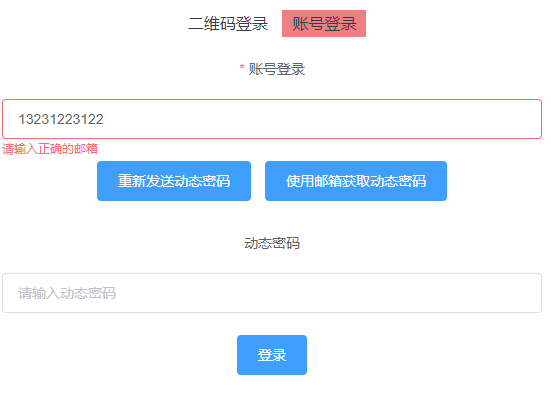 二维码登录 账号登录
* 账号登录
13231223122
请输入正确的邮箱
重新发送动态密码 使用邮箱获取动态密码
动态密码
请输入动态密码
登录